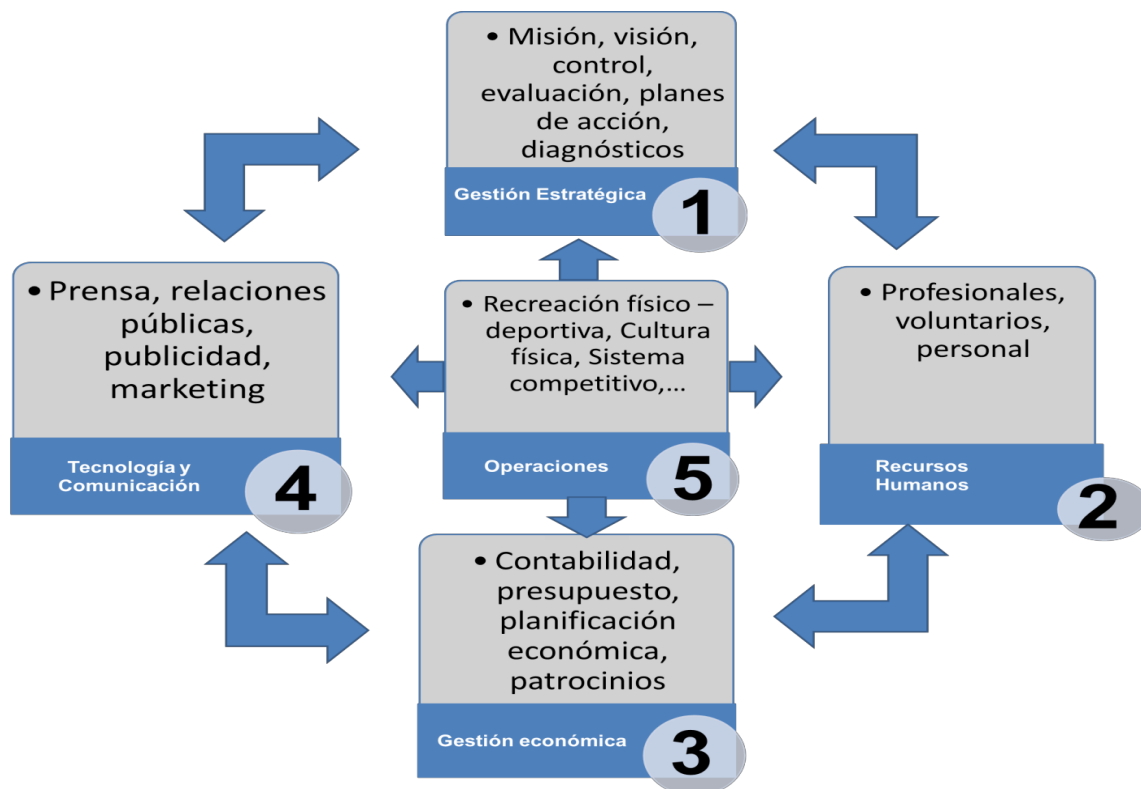 • Misión, visión,
control,
evaluación, planes
de acción,
diagnósticos
Gestión Estratégica
1
• Prensa, relaciones
públicas,
publicidad,
marketing
Tecnología y
Comunicación
4
• Recreación físico –
deportiva, Cultura
física, Sistema
competitivo,...
Operaciones
5
• Profesionales,
voluntarios,
personal
Recursos
Humanos
2
• Contabilidad,
presupuesto,
planificación
económica,
patrocinios
Gestión económica
3